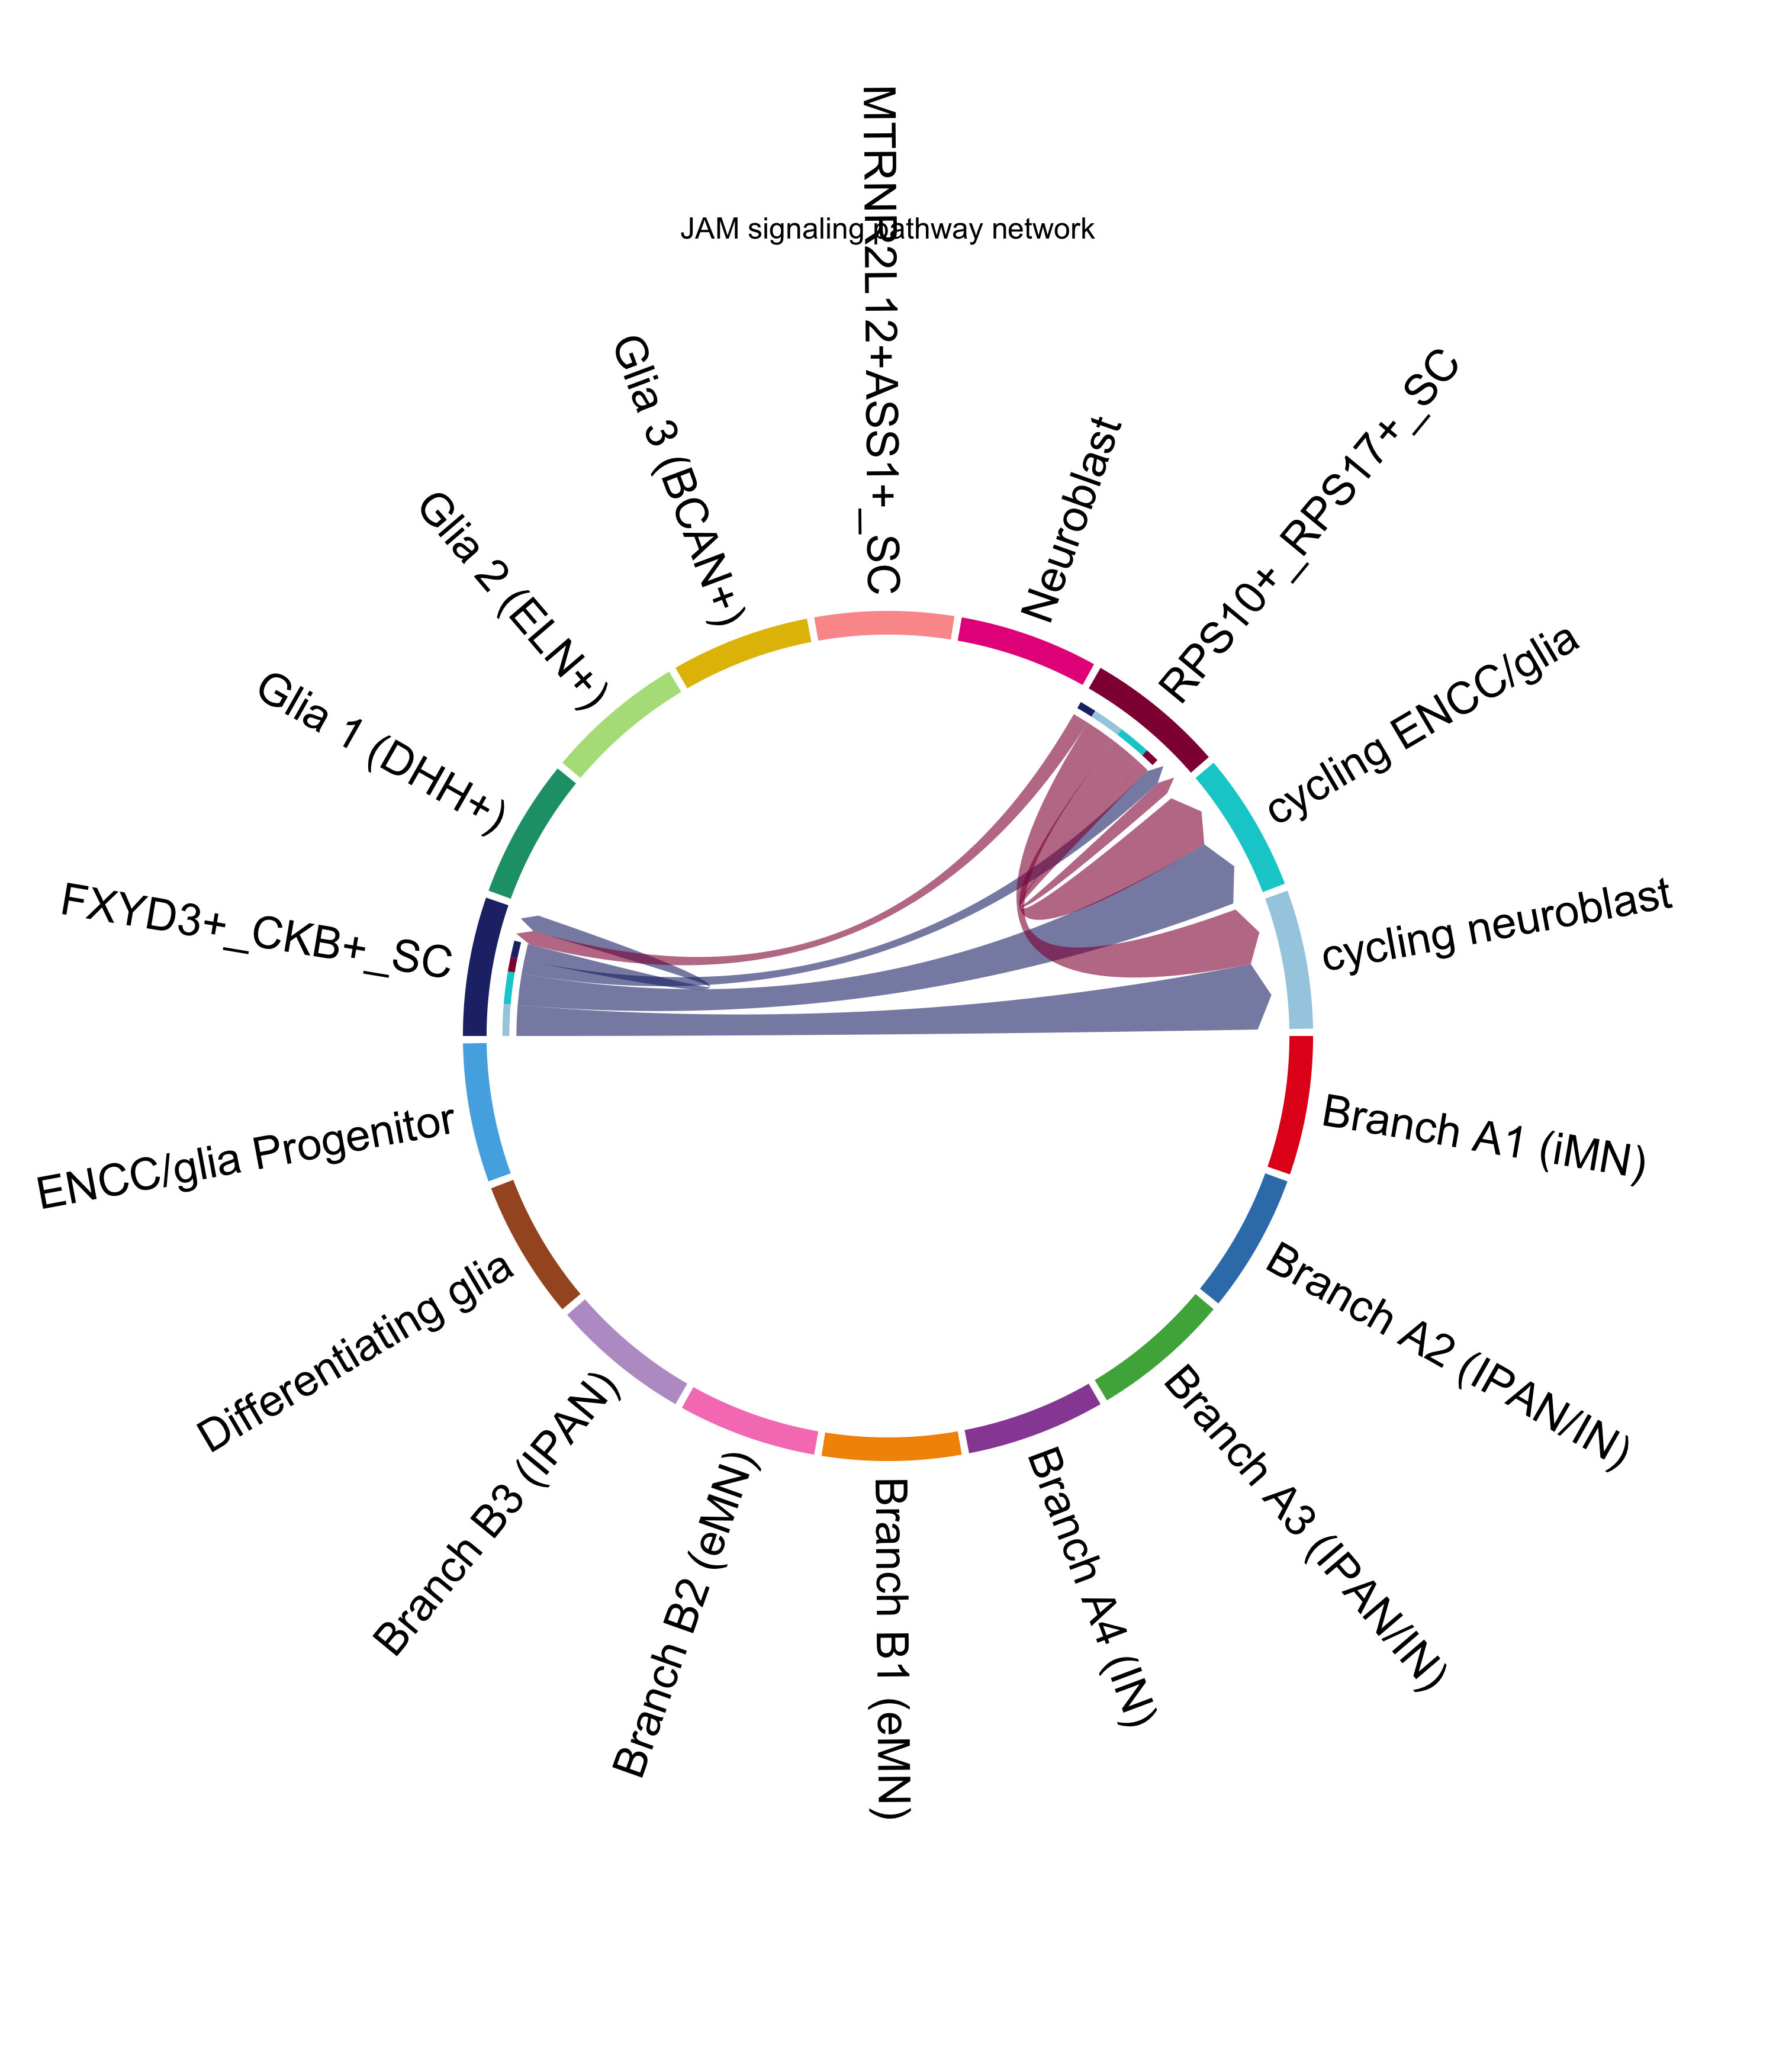 MTRNR2L12+ASS1+_SC
JAM signaling pathway network
Neuroblast
RPS10+_RPS17+_SC
cycling ENCC/glia
cycling neuroblast
Branch A1 (iMN)
Branch A2 (IPAN/IN)
Branch A3 (IPAN/IN)
Branch A4 (IN)
Branch B1 (eMN)
Branch B2 (eMN)
Branch B3 (IPAN)
Differentiating glia
ENCC/glia Progenitor
FXYD3+_CKB+_SC
Glia 1 (DHH+)
Glia 2 (ELN+)
Glia 3 (BCAN+)